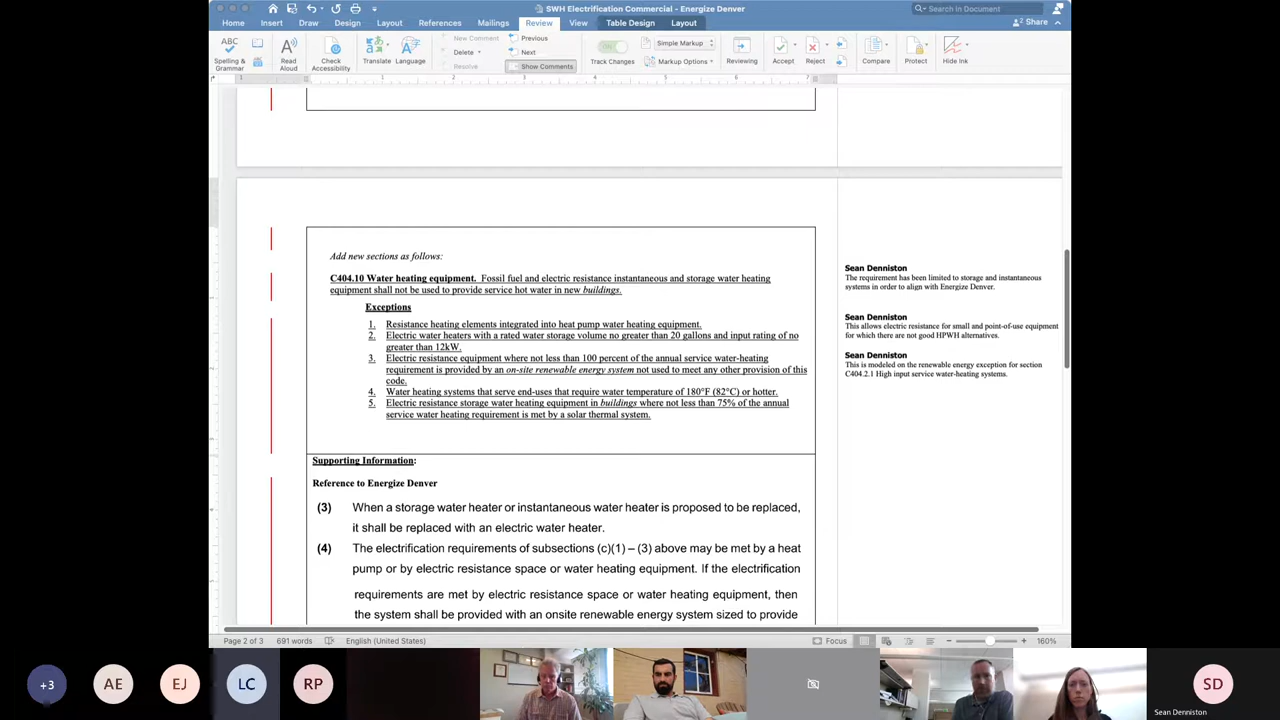 SWH Electrification Commercial - Energize Denver
Search in Document
Home Insert Draw Design Layout References Mailings Review View Table Design Layout
Share
ABC
Spelling & Grammar
Read Aloud
A
Check Accessibility
Translate
Language
New Comment
Delete
Resolve
Previous
Next
Show Comments
ON
Track Changes
Simple Markup
Markup Options
Reviewing
Accept
Reject
Compare
Protect
Hide Ink
1 1 2 3 4 5 6 7
Add new sections as follows:
C404.10 Water heating equipment. Fossil fuel and electric resistance instantaneous and storage water heating
equipment shall not be used to provide service hot water in new buildings.
Exceptions
1. Resistance heating elements integrated into heat pump water heating equipment.
2. Electric water heaters with a rated water storage volume no greater than 20 gallons and input rating of no
greater than 12kW.
3. Electric resistance equipment where not less than 100 percent of the annual service water-heating
requirement is provided by an on-site renewable energy system not used to meet any other provision of this
code.
4. Water heating systems that serve end-uses that require water temperature of 180°F (82°C) or hotter.
5. Electric resistance storage water heating equipment in buildings where not less than 75% of the annual
service water heating requirement is met by a solar thermal system.
Sean Denniston
The requirement has been limited to storage and instantaneous
systems in order to align with Energize Denver.
Sean Denniston
This allows electric resistance for small and point-of-use equipment
for which there are not good HPWH alternatives.
Sean Denniston
This is modeled on the renewable energy exception for section
C404.2.1 High input service water-heating systems.
Supporting Information:
Reference to Energize Denver
(3) When a storage water heater or instantaneous water heater is proposed to be replaced,
it shall be replaced with an electric water heater.
(4) The electrification requirements of subsections (c)(1) – (3) above may be met by a heat
pump or by electric resistance space or water heating equipment. If the electrification
requirements are met by electric resistance space or water heating equipment, then
the system shall be provided with an onsite renewable energy system sized to provide
Page 2 of 3 691 words English (United States) Focus 160%
+3 AE EJ LC RP SD
Sean Denniston